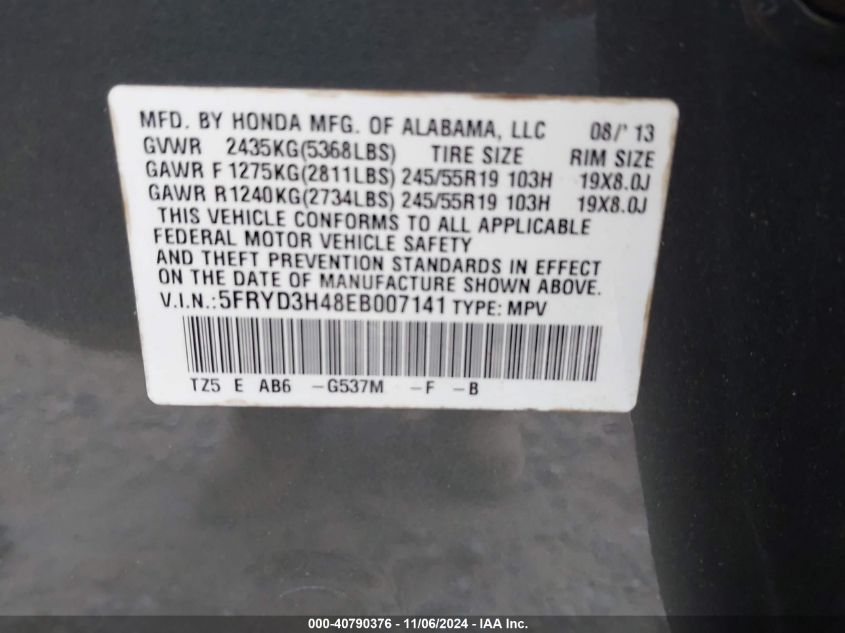 MFD. BY HONDA MFG. OF ALABAMA, LLC 08/' 13
GVWR 2435KG(5368LBS) TIRE SIZE RIM SIZE
GAWR F 1275KG(2811LBS) 245/55R19 103H 19X8.0J
GAWR R 1240KG(2734LBS) 245/55R19 103H 19X8.0J
THIS VEHICLE CONFORMS TO ALL APPLICABLE
FEDERAL MOTOR VEHICLE SAFETY
AND THEFT PREVENTION STANDARDS IN EFFECT
ON THE DATE OF MANUFACTURE SHOWN ABOVE.
V.I.N.:5FRYD3H48EB007141 TYPE: MPV
TZ5 E AB6 -G537M -F -B
000-40790376 - 11/06/2024 - IAA Inc.